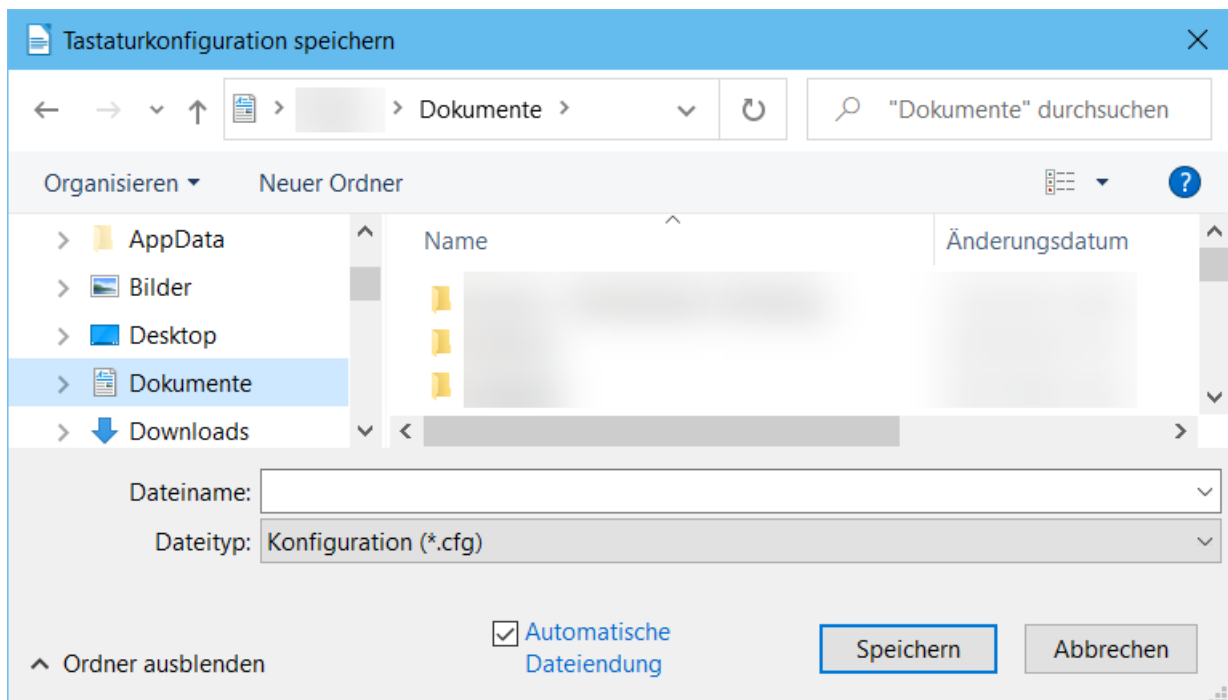 Tastaturkonfiguration speichern
Dokumente
"Dokumente" durchsuchen
Organisieren
Neuer Ordner
?
AppData
Bilder
Desktop
Dokumente
Downloads
Name
Änderungsdatum
Dateiname:
Dateityp: Konfiguration (*.cfg)
Automatische
Dateiendung
Ordner ausblenden
Speichern
Abbrechen